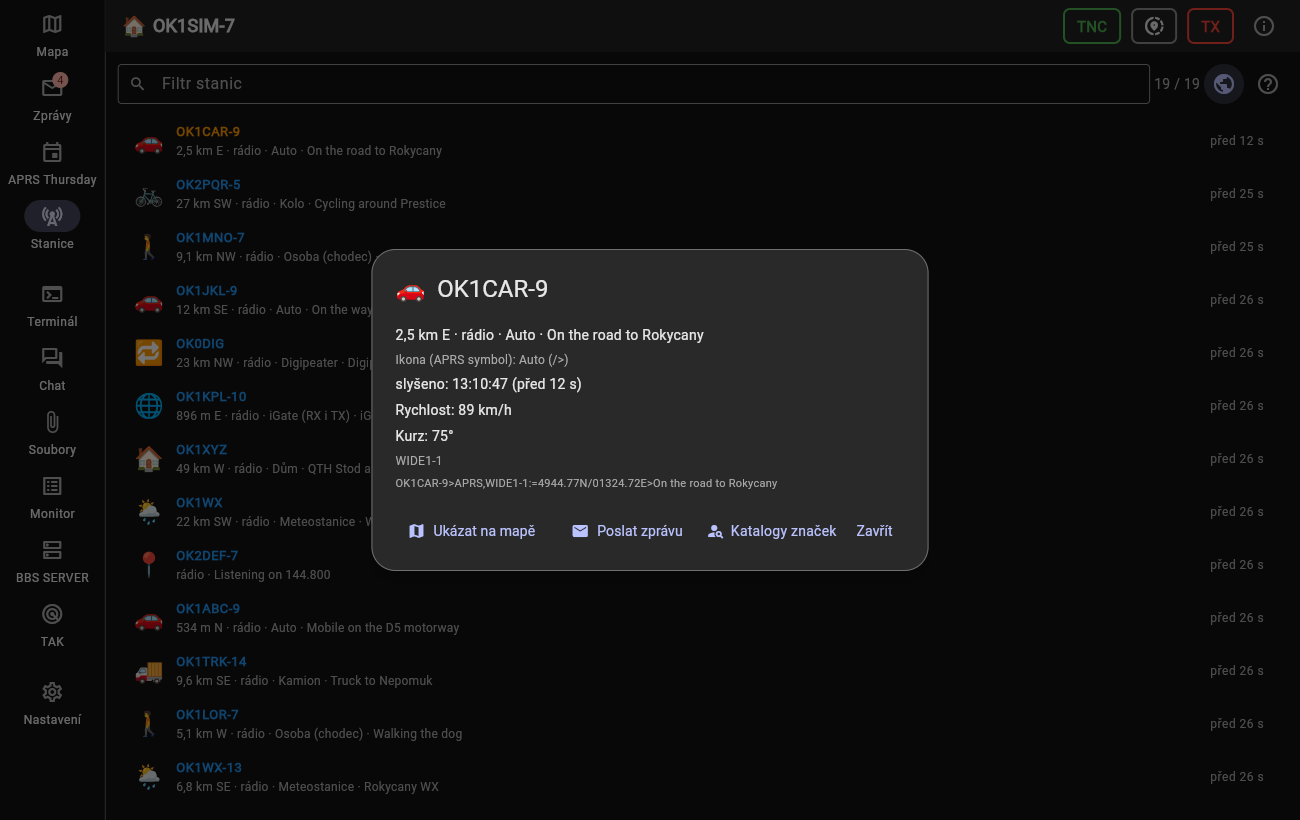 OK1SIM-7
TNC
TX
Mapa
4
Zprávy
APRS Thursday
Stanice
Terminál
Chat
Soubory
Monitor
BBS SERVER
TAK
Nastavení
Filtr stanic
19 / 19
OK1CAR-9
2,5 km E · rádio · Auto · On the road to Rokycany
před 12 s
OK2PQR-5
27 km SW · rádio · Kolo · Cycling around Prestice
před 25 s
OK1MNO-7
9,1 km NW · rádio · Osoba (chodec) ·
před 25 s
OK1JKL-9
12 km SE · rádio · Auto · On the way
před 26 s
OK0DIG
23 km NW · rádio · Digipeater ·
před 26 s
OK1KPL-10
896 m E · rádio · iGate (RX i TX) ·
před 26 s
OK1XYZ
49 km W · rádio · Dům · QTH Stod a
před 26 s
OK1WX
22 km SW · rádio · Meteostanice ·
před 26 s
OK2DEF-7
rádio · Listening on 144.800
před 26 s
OK1ABC-9
534 m N · rádio · Auto · Mobile on the D5 motorway
před 26 s
OK1TRK-14
9,6 km SE · rádio · Kamion · Truck to Nepomuk
před 26 s
OK1LOR-7
5,1 km W · rádio · Osoba (chodec) · Walking the dog
před 26 s
OK1WX-13
6,8 km SE · rádio · Meteostanice · Rokycany WX
před 26 s
OK1CAR-9
2,5 km E · rádio · Auto · On the road to Rokycany
Ikona (APRS symbol): Auto (/>)
slyšeno: 13:10:47 (před 12 s)
Rychlost: 89 km/h
Kurz: 75°
WIDE1-1
OK1CAR-9>APRS,WIDE1-1:=4944.77N/01324.72E>On the road to Rokycany
Ukázat na mapě
Poslat zprávu
Katalogy značek
Zavřít